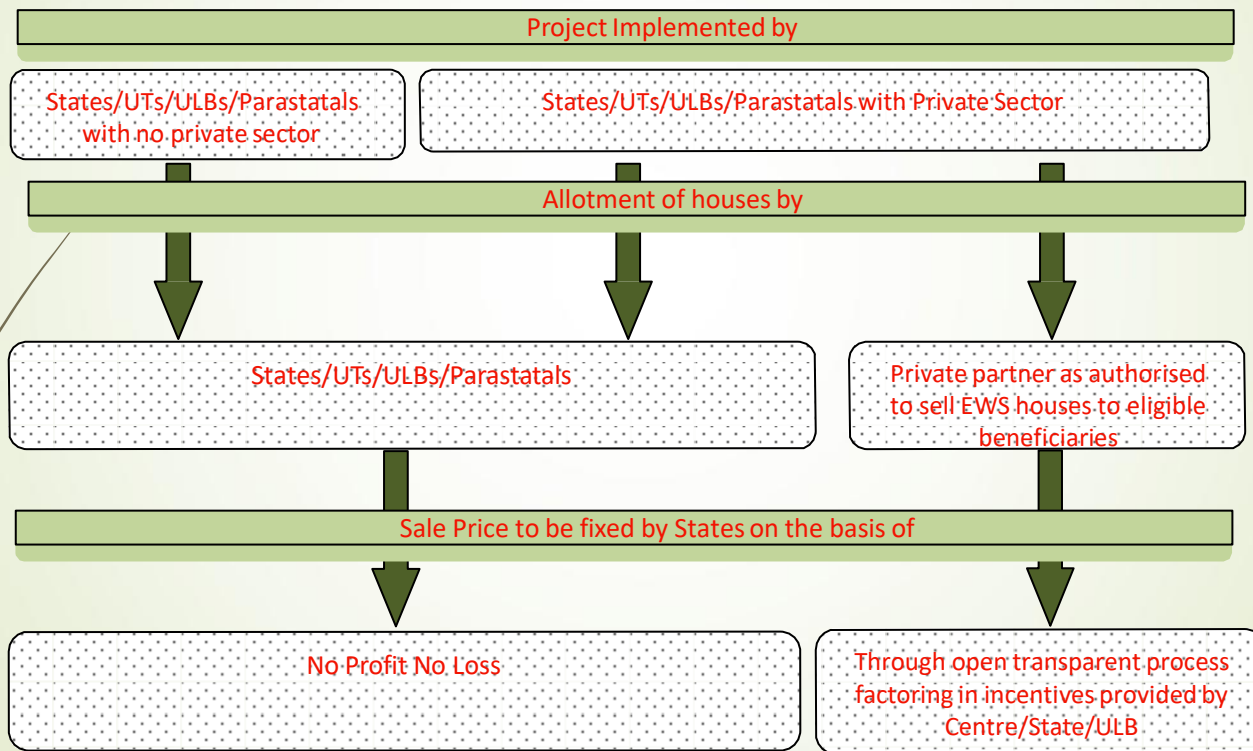 Project Implemented by
States/UTs/ULBs/Parastatals
with no private sector
States/UTs/ULBs/Parastatals with Private Sector
Allotment of houses by
States/UTs/ULBs/Parastatals
Private partner as authorised
to sell EWS houses to eligible
beneficiaries
Sale Price to be fixed by States on the basis of
No Profit No Loss
Through open transparent process
factoring in incentives provided by
Centre/State/ULB